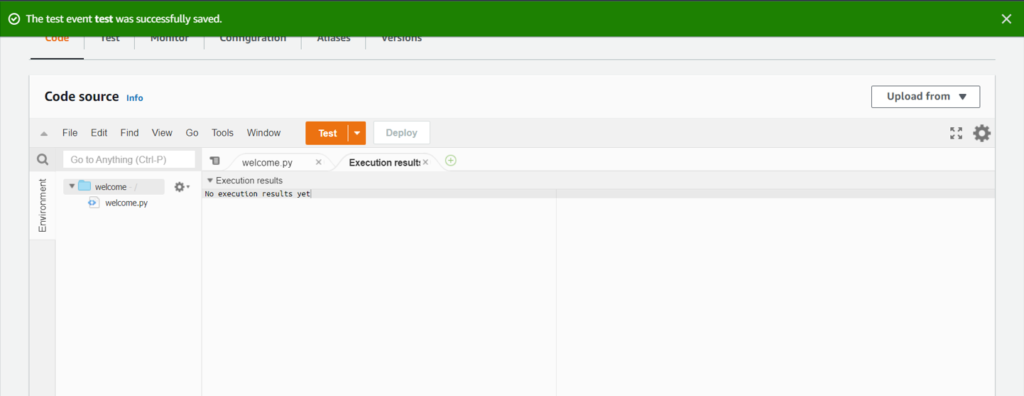 The test event test was successfully saved.
Code Test Monitor Configuration Aliases Versions
Code source Info
Upload from
File Edit Find View Go Tools Window Test Deploy
Go to Anything (Ctrl-P)
welcome.py
Execution results
Execution results
No execution results yet
Environment
welcome /
welcome.py